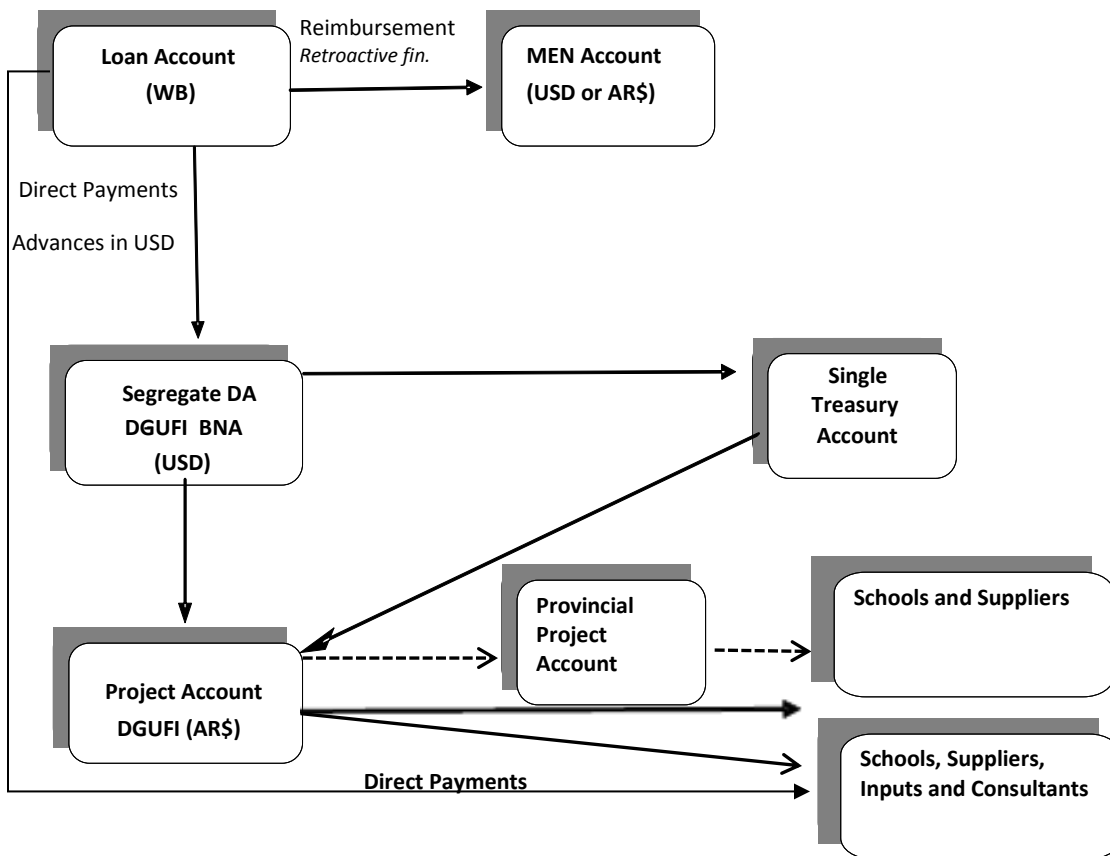 Reimbursement
Retroactive fin.
Loan Account
(WB)
MEN Account
(USD or AR$)
Direct Payments
Advances in USD
Segregate DA
DGUFI BNA
(USD)
Single
Treasury
Account
Provincial
Project
Account
Schools and Suppliers
Project Account
DGUFI (AR$)
Schools, Suppliers,
Inputs and Consultants
Direct Payments